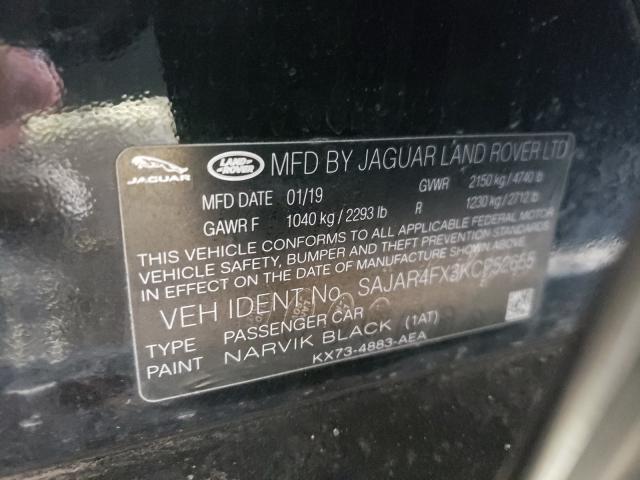 JAGUAR LAND ROVER MFD BY JAGUAR LAND ROVER LTD
MFD DATE 01/19 GVWR 2150 kg / 4740 lb
GAWR F 1040 kg / 2293 lb R 1230 kg / 2712 lb
THIS VEHICLE CONFORMS TO ALL APPLICABLE FEDERAL MOTOR
VEHICLE SAFETY, BUMPER AND THEFT PREVENTION STANDARDS
IN EFFECT ON THE DATE OF MANUFACTURE SHOWN ABOVE
VEH IDENT No. SAJAR4FX3KCP52655
TYPE PASSENGER CAR
PAINT NARVIK BLACK (1AT)
KX73-4883-AEA